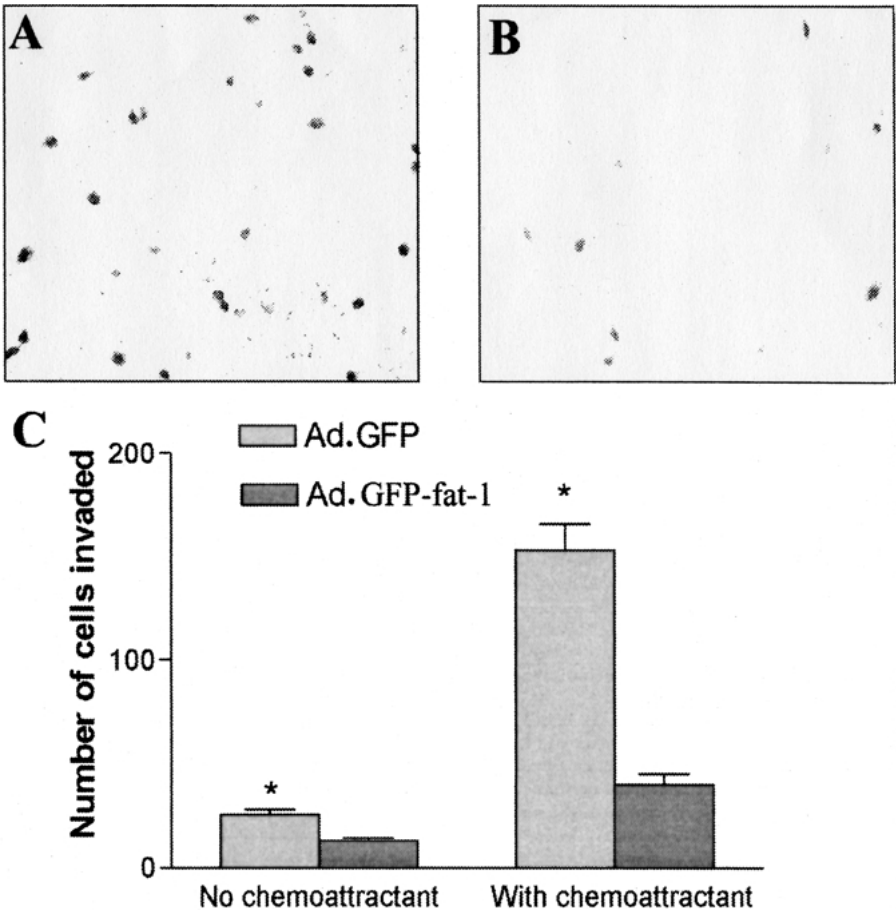 A
B
C
Number of cells invaded
200
100
0
Ad.GFP
Ad.GFP-fat-1
*
*
No chemoattractant
With chemoattractant